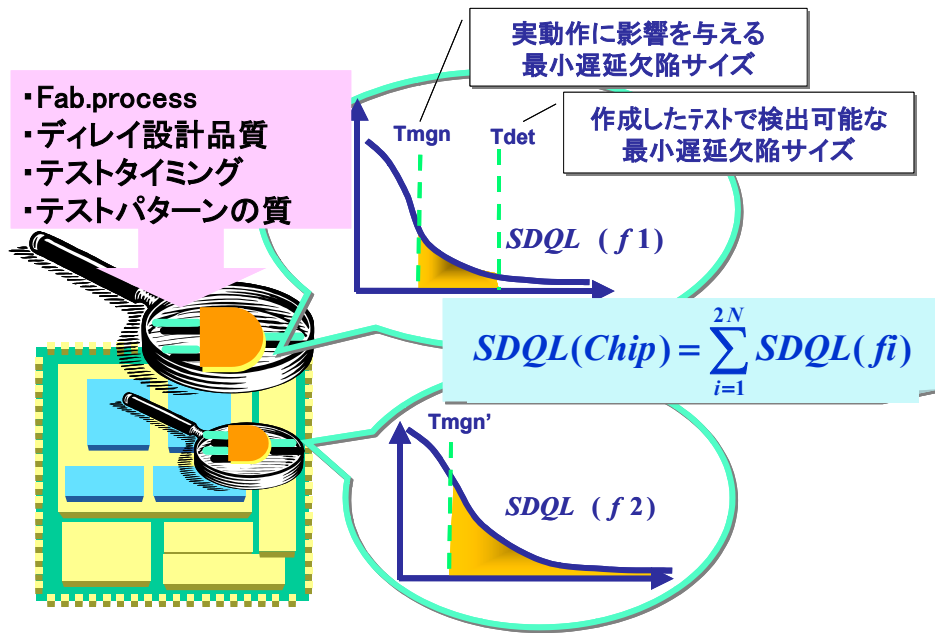 実動作に影響を与える
最小遅延欠陥サイズ
・Fab.process
・ディレイ設計品質
・テストタイミング
・テストパターンの質
Tmgn
Tdet
作成したテストで検出可能な
最小遅延欠陥サイズ
SDQL (f1)
SDQL(Chip) = \sum_{i=1}^{2N} SDQL(fi)
Tmgn’
SDQL (f2)